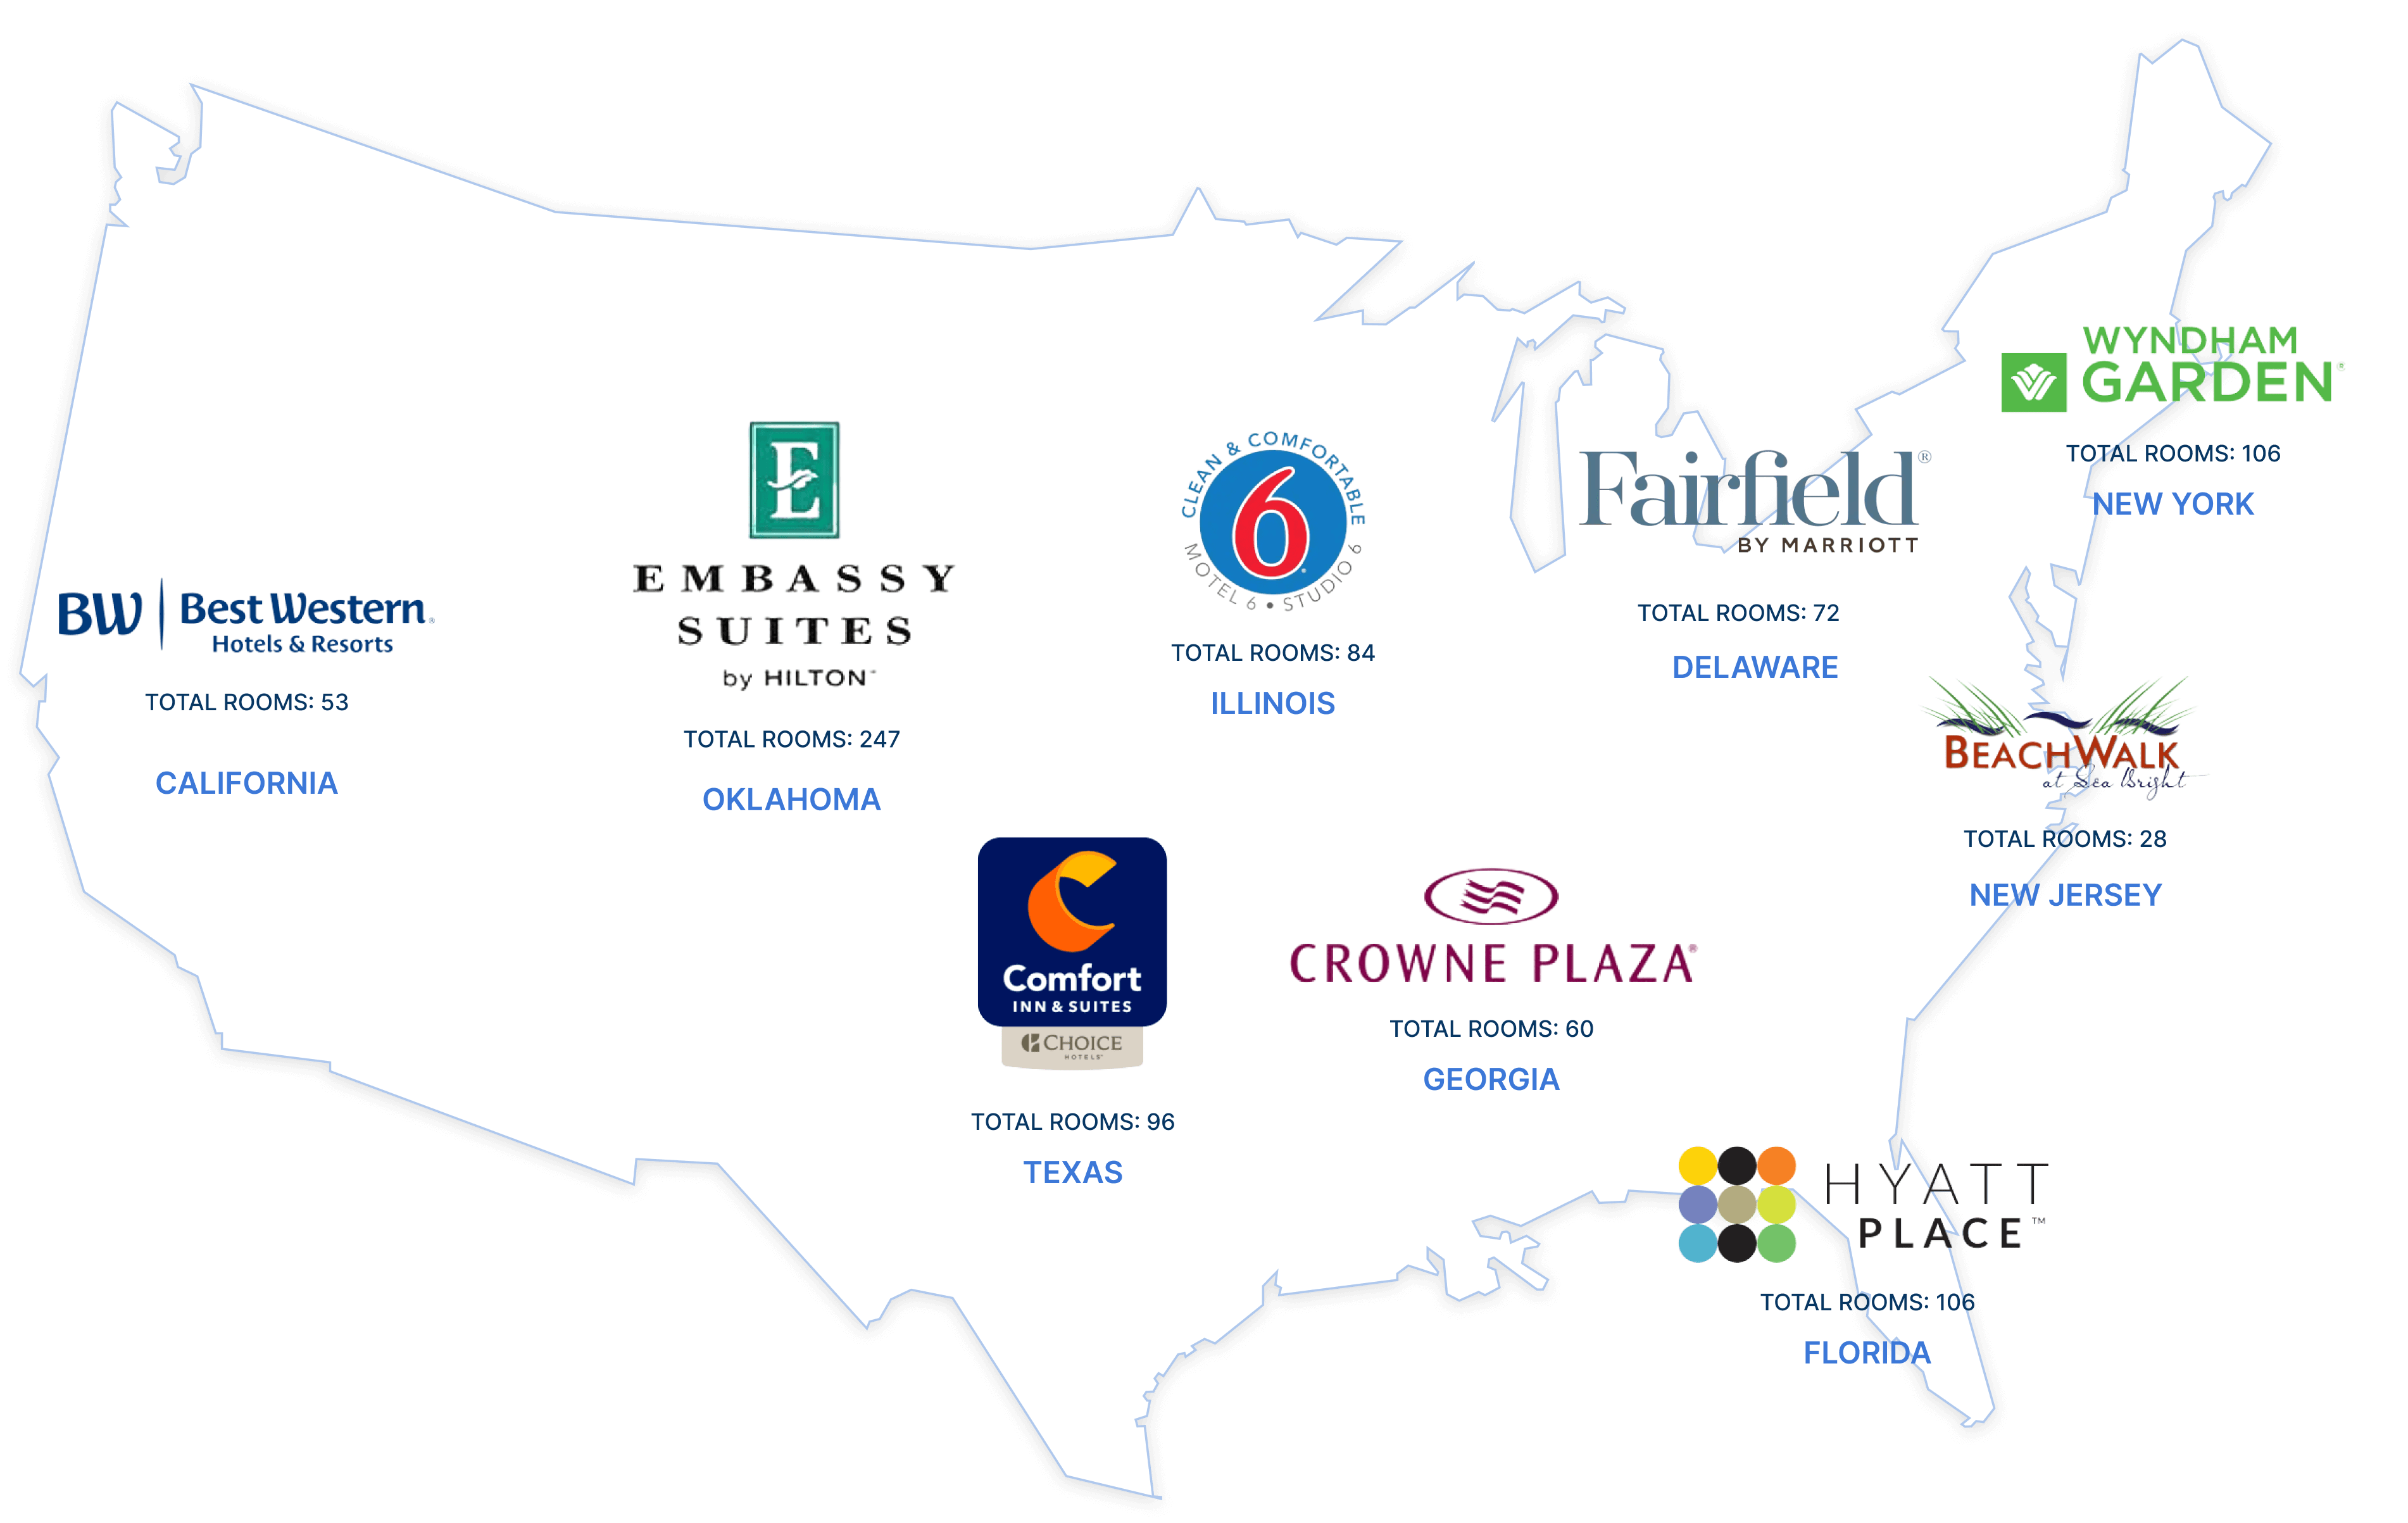 WYNDHAM
GARDEN®
TOTAL ROOMS: 106
NEW YORK
E
EMBASSY
SUITES
by HILTON™
TOTAL ROOMS: 247
OKLAHOMA
CLEAN & COMFORTABLE
6
MOTEL 6 • STUDIO 6
TOTAL ROOMS: 84
ILLINOIS
Fairfield®
BY MARRIOTT
TOTAL ROOMS: 72
DELAWARE
BW | Best Western®
Hotels & Resorts
TOTAL ROOMS: 53
CALIFORNIA
BEACHWALK
at Sea Bright
TOTAL ROOMS: 28
NEW JERSEY
Comfort
INN & SUITES
CHOICE
HOTELS®
TOTAL ROOMS: 96
TEXAS
CROWNE PLAZA®
TOTAL ROOMS: 60
GEORGIA
HYATT
PLACE™
TOTAL ROOMS: 106
FLORIDA